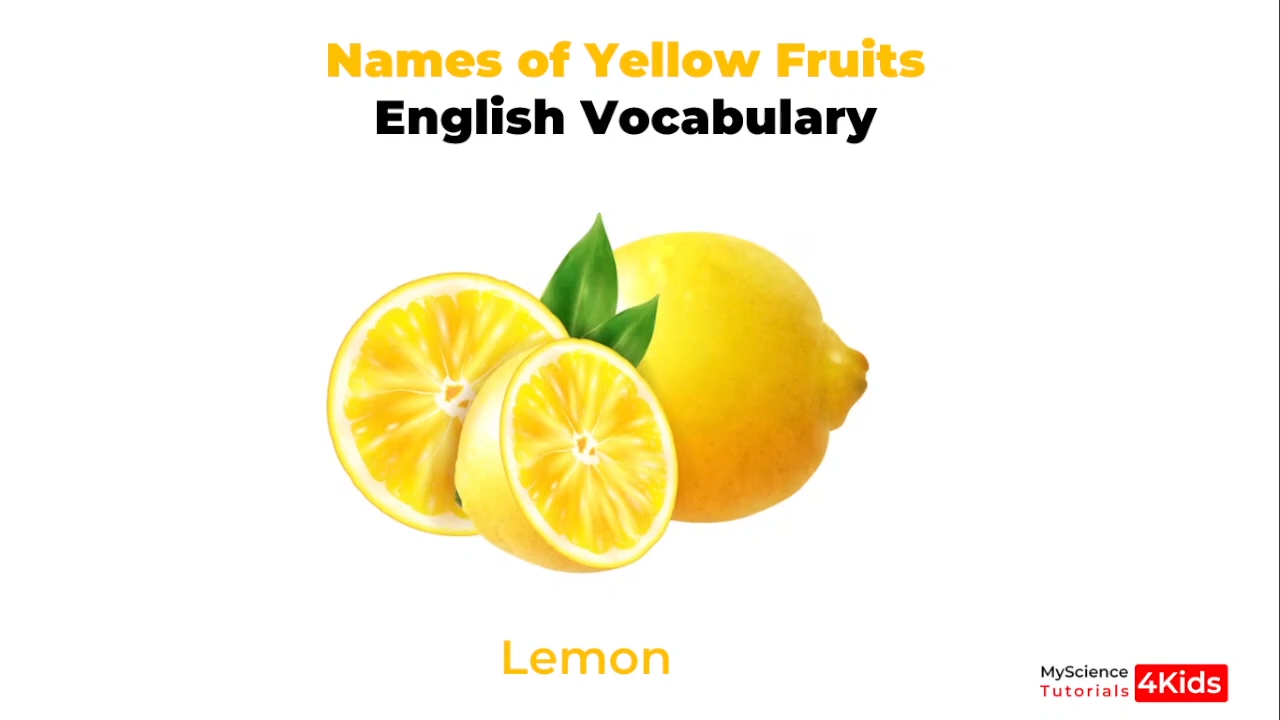 Names of Yellow Fruits
English Vocabulary
Lemon
MyScience
Tutorials
4Kids